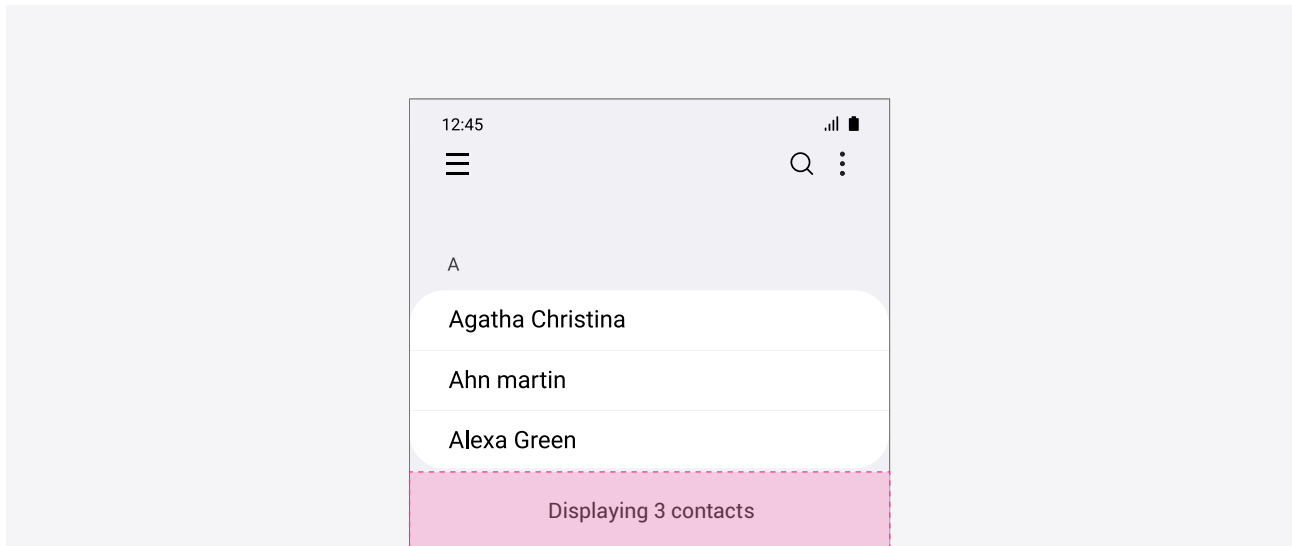 12:45
A
Agatha Christina
Ahn martin
Alexa Green
Displaying 3 contacts